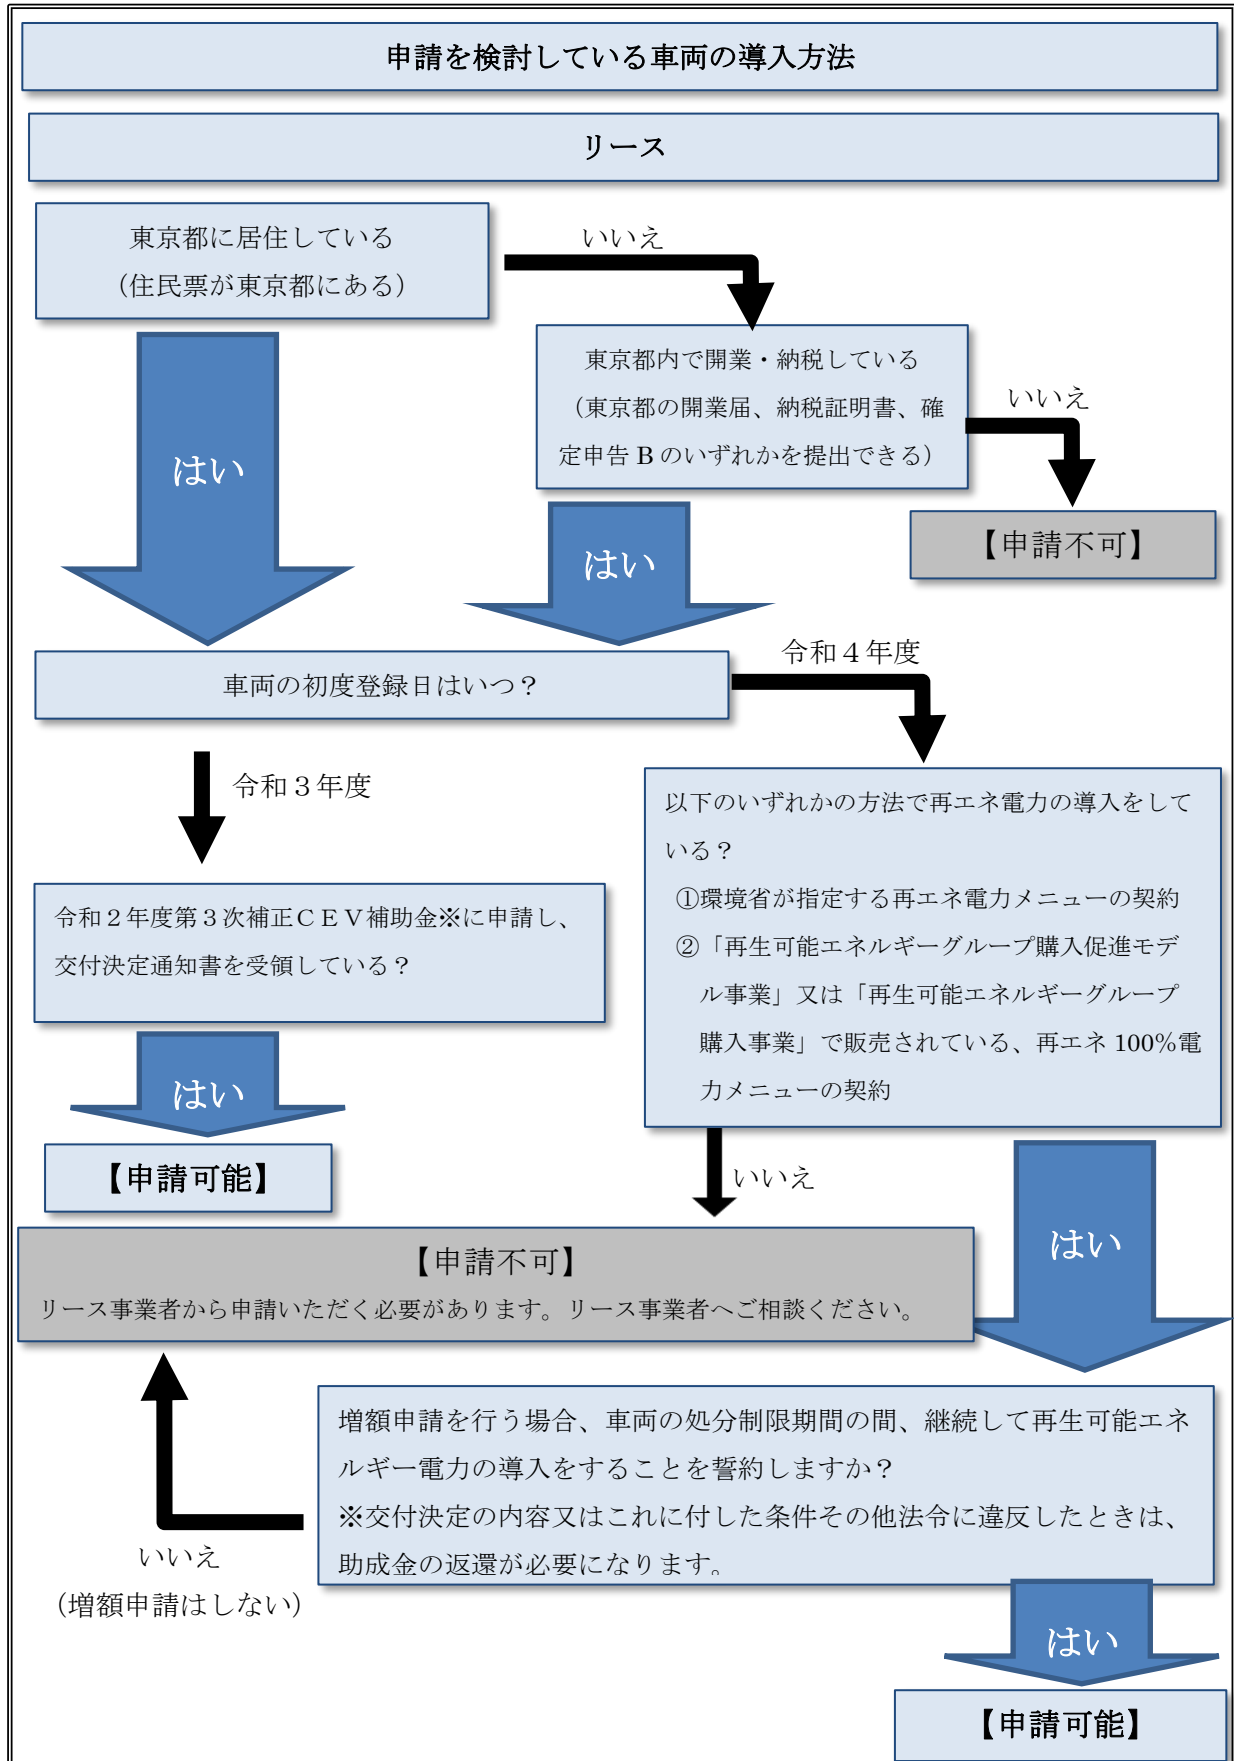 申請を検討している車両の導入方法
リース
東京都に居住している
（住民票が東京都にある）
いいえ
東京都内で開業・納税している
（東京都の開業届、納税証明書、確
定申告 B のいずれかを提出できる）
いいえ
はい
はい
【申請不可】
車両の初度登録日はいつ？
令和４年度
令和３年度
以下のいずれかの方法で再エネ電力の導入をして
いる？
①環境省が指定する再エネ電力メニューの契約
②「再生可能エネルギーグループ購入促進モデ
ル事業」又は「再生可能エネルギーグループ
購入事業」で販売されている、再エネ 100％電
力メニューの契約
令和２年度第３次補正ＣＥＶ補助金※に申請し、
交付決定通知書を受領している？
はい
【申請可能】
いいえ
はい
【申請不可】
リース事業者から申請いただく必要があります。リース事業者へご相談ください。
増額申請を行う場合、車両の処分制限期間の間、継続して再生可能エネ
ルギー電力の導入をすることを誓約しますか？
※交付決定の内容又はこれに付した条件その他法令に違反したときは、
助成金の返還が必要になります。
いいえ
（増額申請はしない）
はい
【申請可能】